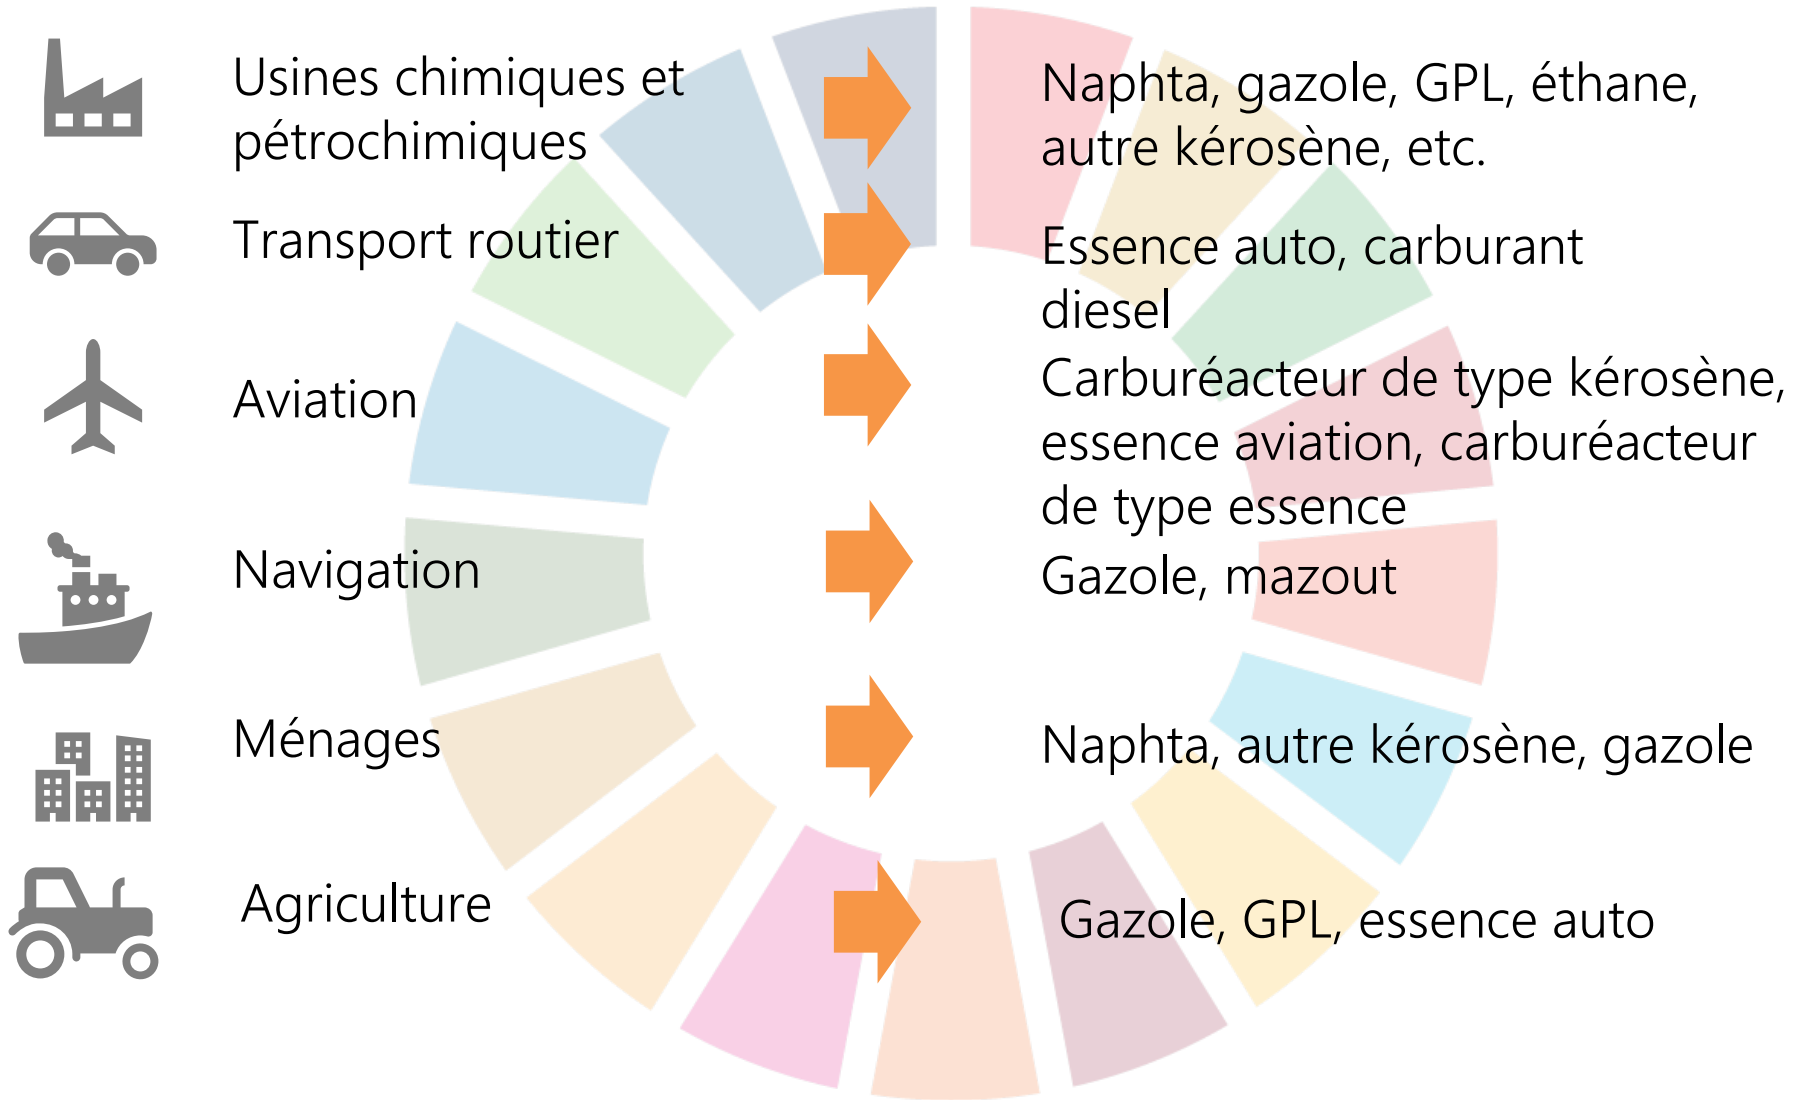 Usines chimiques et
pétrochimiques
Naphta, gazole, GPL, éthane,
autre kérosène, etc.
Transport routier
Essence auto, carburant
diesel
Aviation
Carburéacteur de type kérosène,
essence aviation, carburéacteur
de type essence
Navigation
Gazole, mazout
Ménages
Naphta, autre kérosène, gazole
Agriculture
Gazole, GPL, essence auto